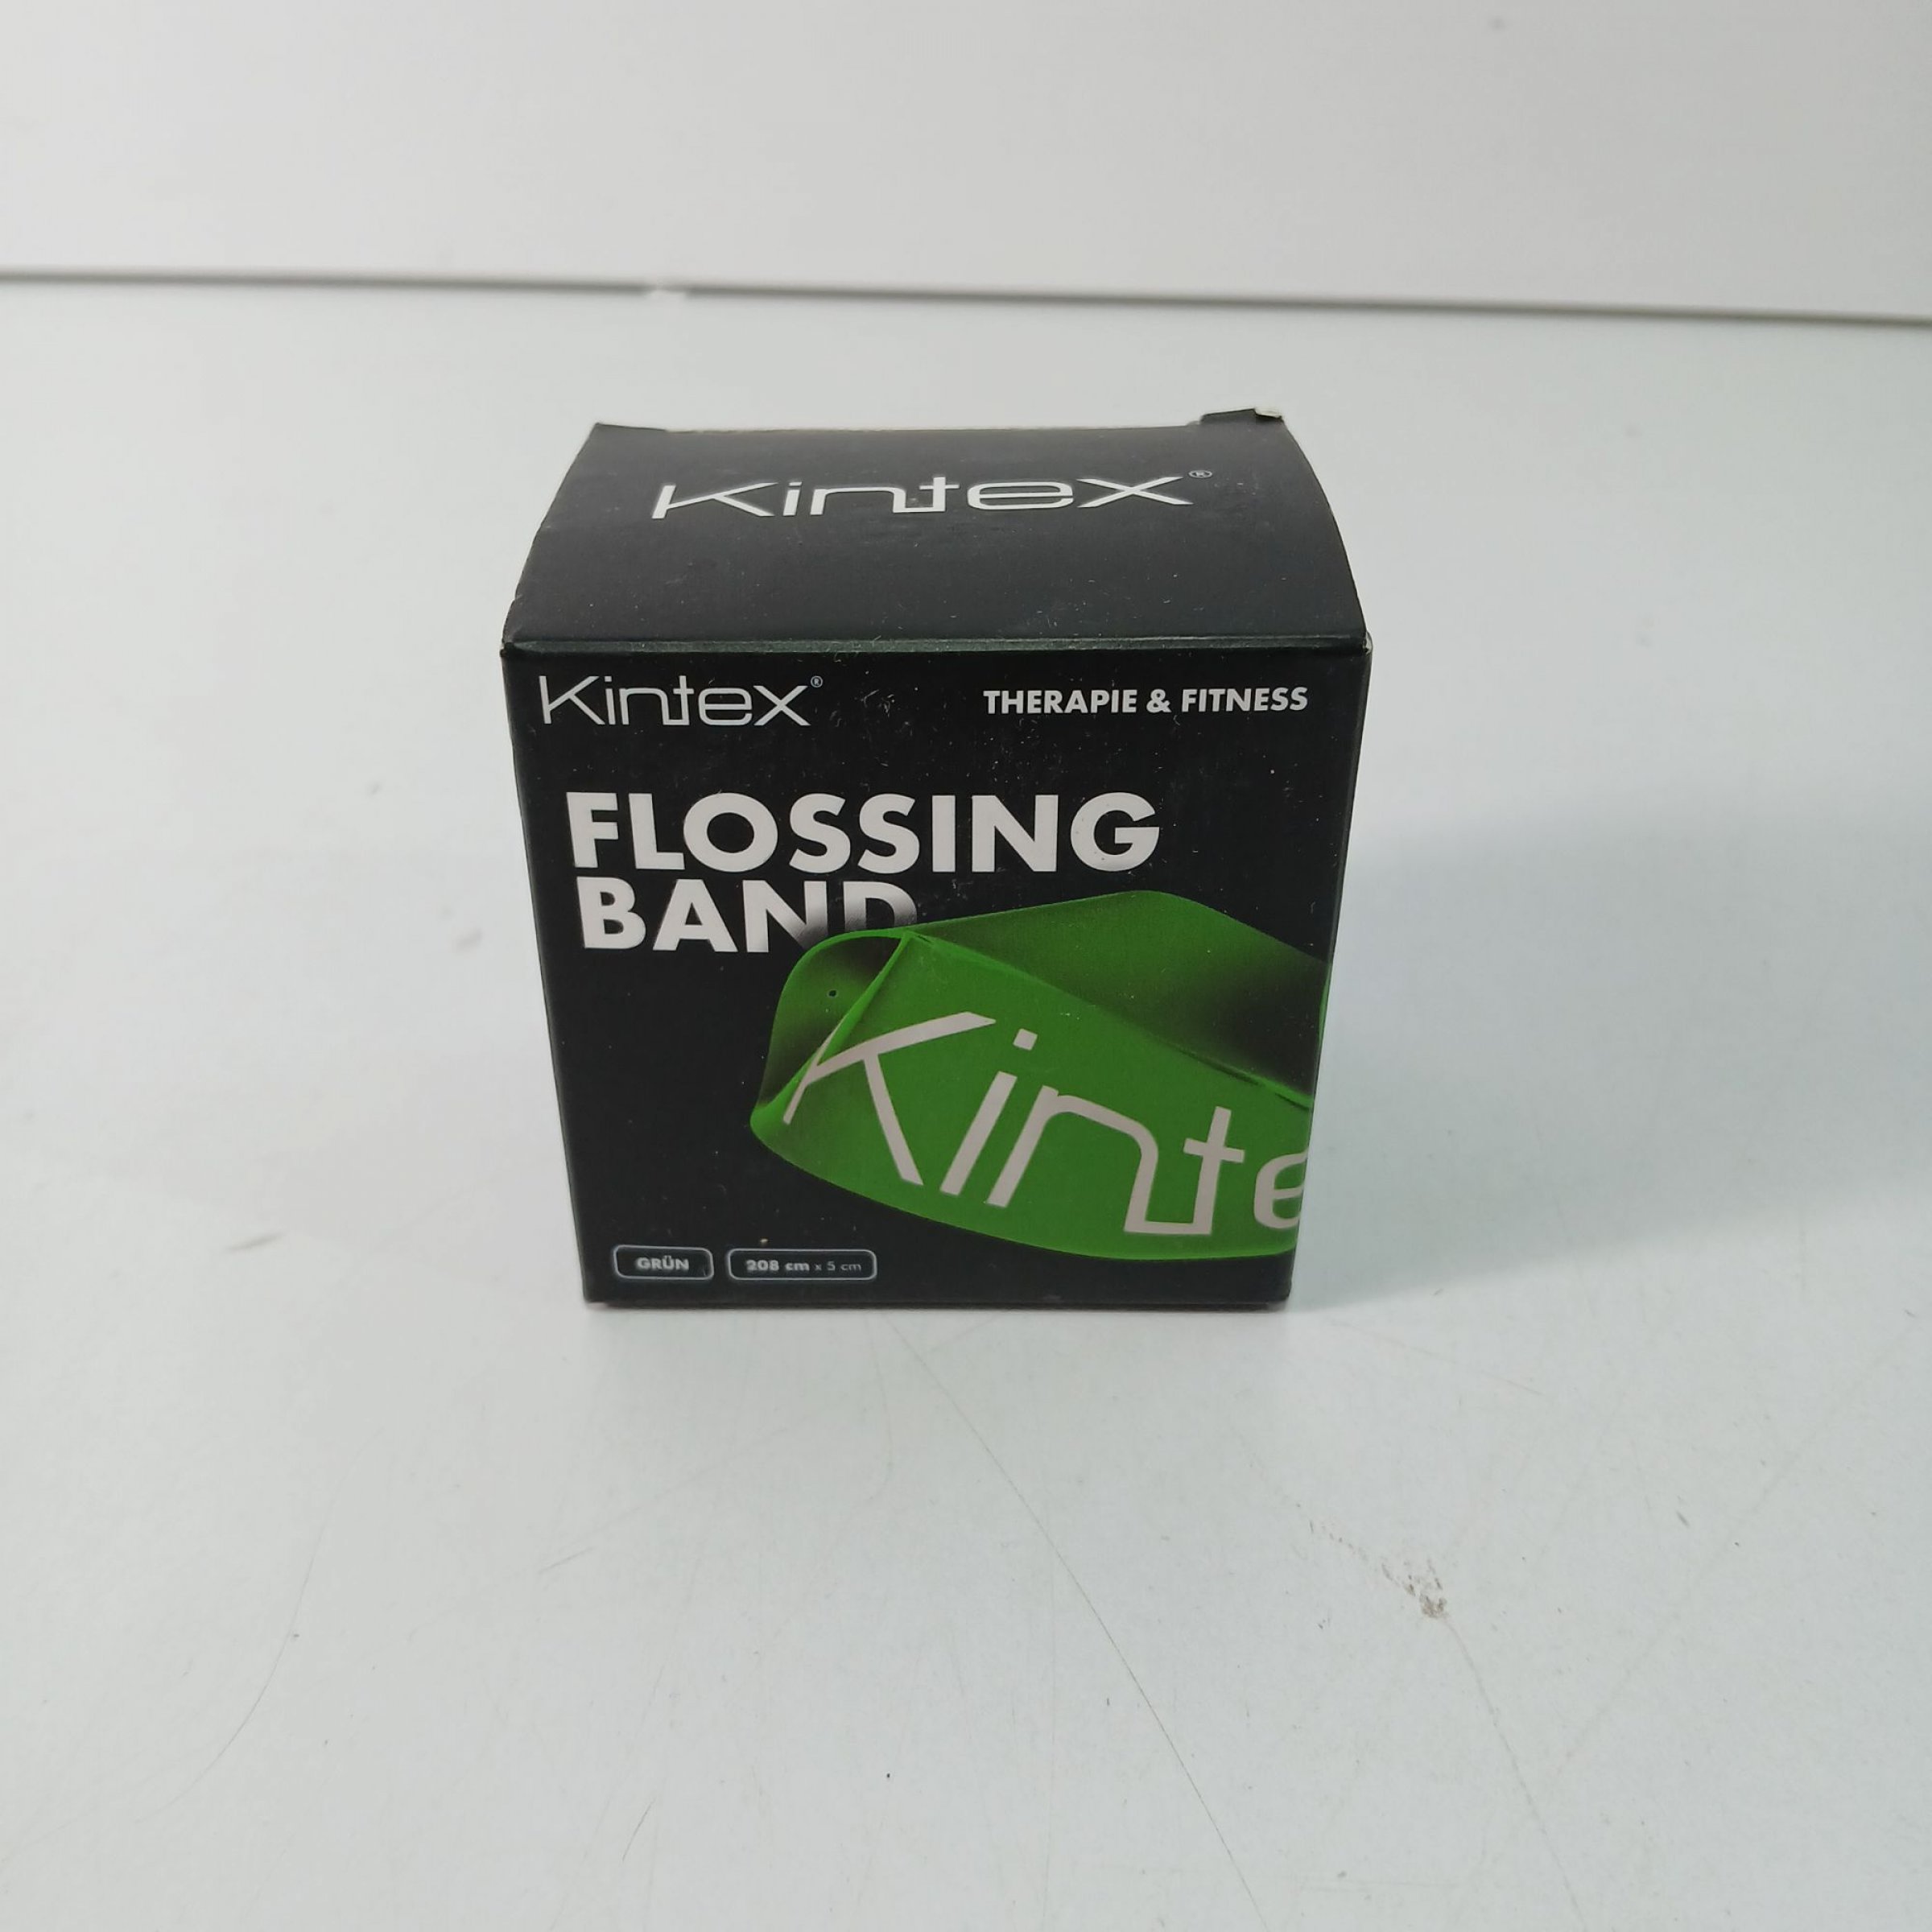 Kintex®
Kintex® THERAPIE & FITNESS
FLOSSING
BAND
Kinte
GRÜN 208 cm x 5 cm